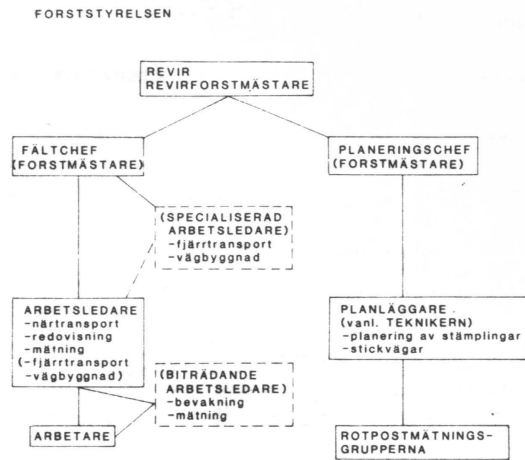 FORSTSTYRELSEN
REVIR
REVIRFORSTMÄSTARE
FÄLTCHEF
(FORSTMÄSTARE)
PLANERINGSCHEF
(FORSTMÄSTARE)
(SPECIALISERAD
ARBETSLEDARE)
-fjärrtransport
-vägbyggnad
ARBETSLEDARE
-närtransport
-redovisning
-mätning
(-fjärrtransport
-vägbyggnad)
PLANLÄGGARE
(vanl. TEKNIKERN)
-planering av stämplingar
-stickvägar
(BITRÄDANDE
ARBETSLEDARE)
-bevakning
-mätning
ARBETARE
ROTPOSTMÄTNINGS-
GRUPPERNA